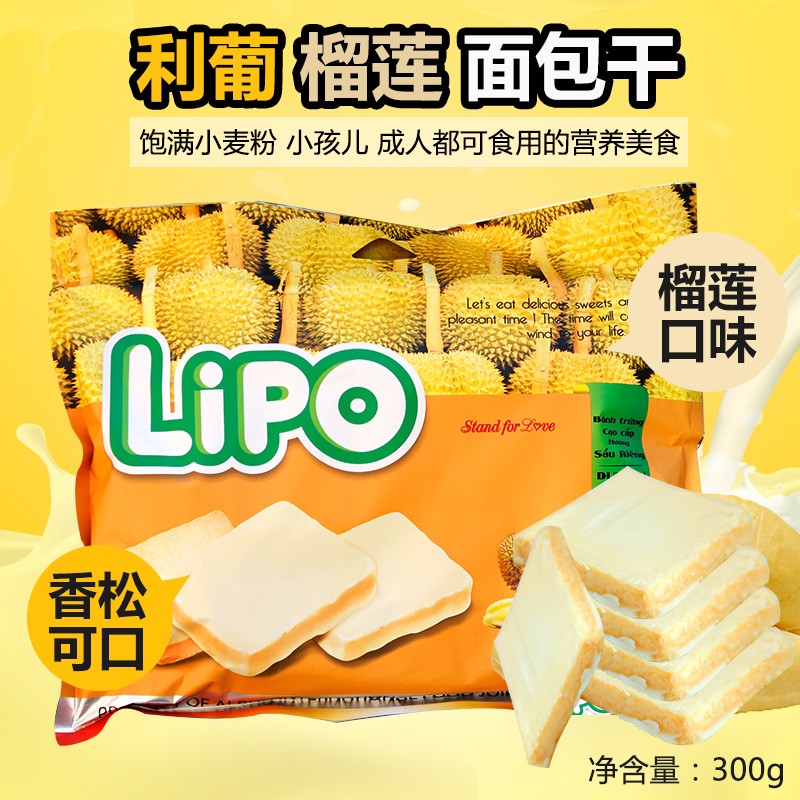 利葡 榴莲 面包干
饱满小麦粉 小孩儿 成人都可食用的营养美食
Let's eat delicious sweets
pleasant time ! The time will
wind your life
榴莲
口味
LiPO
Stand for Love
Bánh trứng
Cao cấp
Hương
Sầu Riêng
香松
可口
净含量：300g